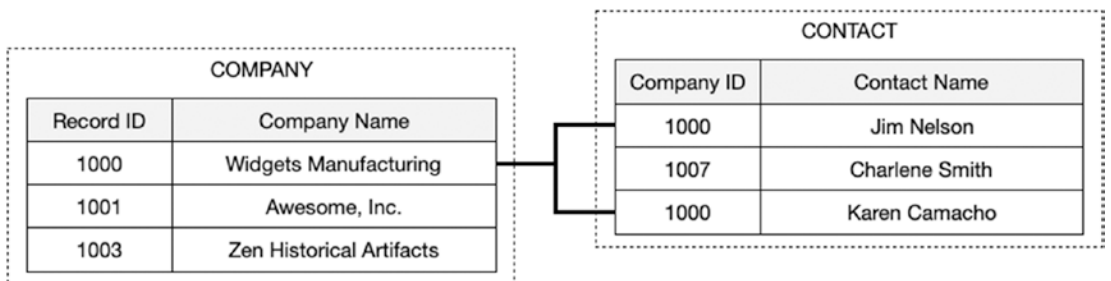 COMPANY
Record ID Company Name
1000 Widgets Manufacturing
1001 Awesome, Inc.
1003 Zen Historical Artifacts
CONTACT
Company ID Contact Name
1000 Jim Nelson
1007 Charlene Smith
1000 Karen Camacho